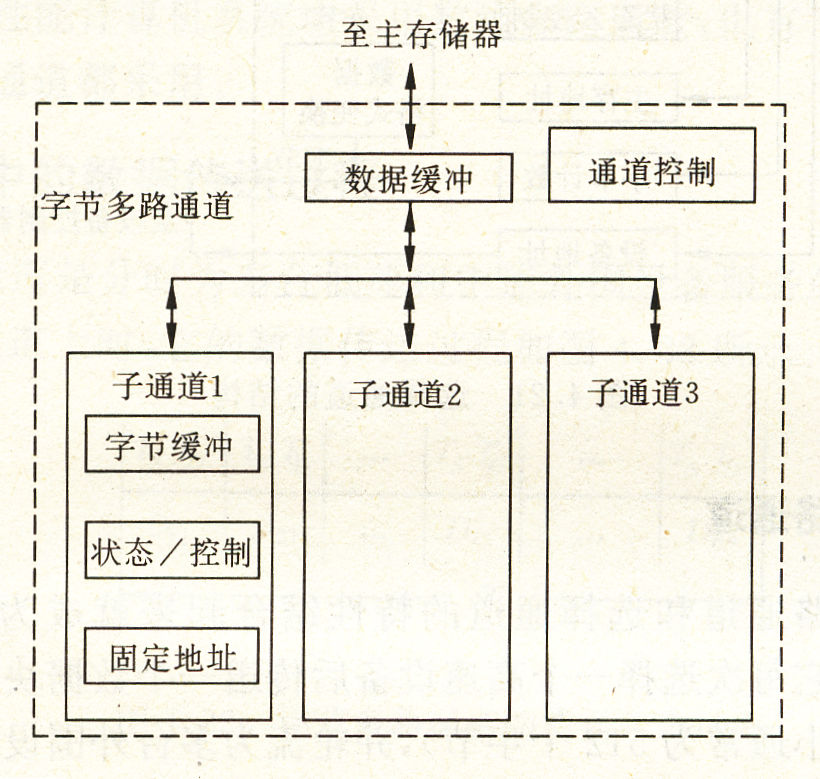 至主存储器
数据缓冲
通道控制
字节多路通道
子通道1
子通道2
子通道3
字节缓冲
状态／控制
固定地址